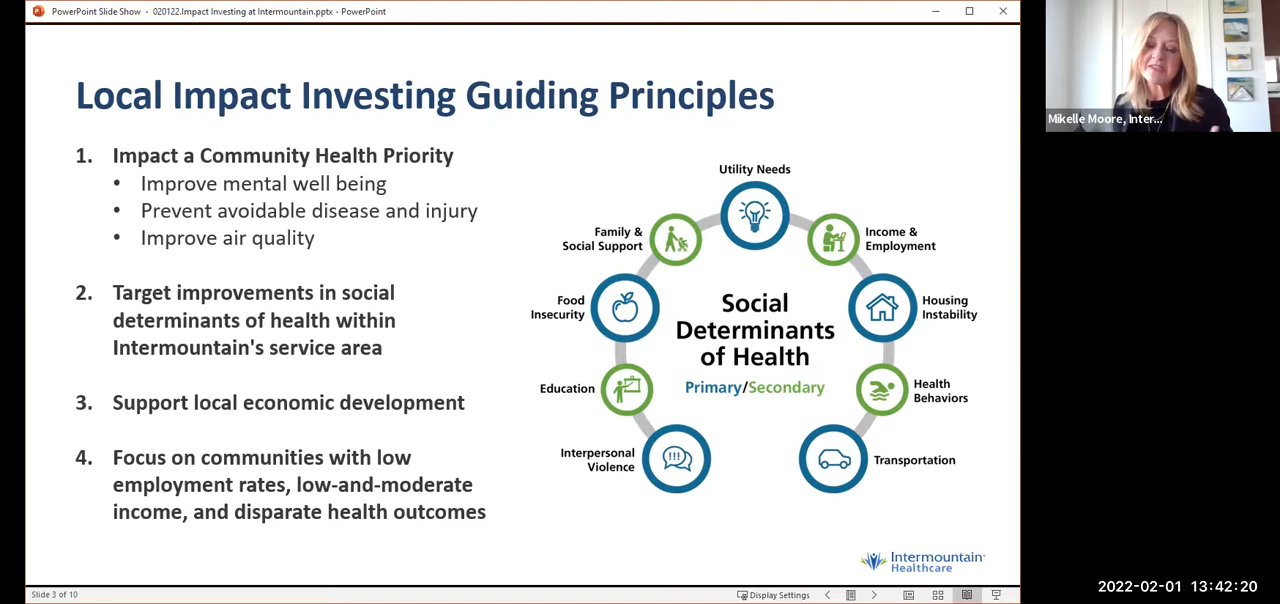 PowerPoint Slide Show - 020122.Impact Investing at Intermountain.pptx - PowerPoint
Local Impact Investing Guiding Principles
1. Impact a Community Health Priority
• Improve mental well being
• Prevent avoidable disease and injury
• Improve air quality
2. Target improvements in social
determinants of health within
Intermountain's service area
3. Support local economic development
4. Focus on communities with low
employment rates, low-and-moderate
income, and disparate health outcomes
Utility Needs
Family &
Social Support
Income &
Employment
Food
Insecurity
Housing
Instability
Social
Determinants
of Health
Primary/Secondary
Education
Health
Behaviors
Interpersonal
Violence
!!!
Transportation
Intermountain®
Healthcare
Slide 3 of 10
Display Settings
Mikelle Moore, Inter...
2022-02-01 13:42:20